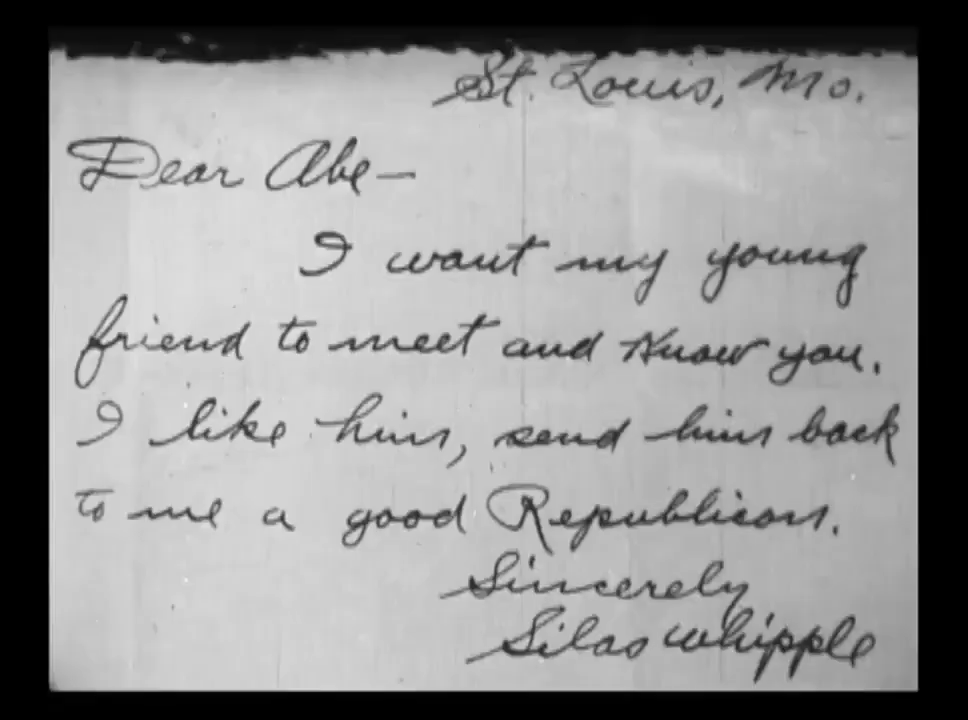 St. Louis, Mo.
Dear Abe—
I want my young
friend to meet and know you.
I like him, send him back
to me a good Republican.
Sincerely
Silas Whipple